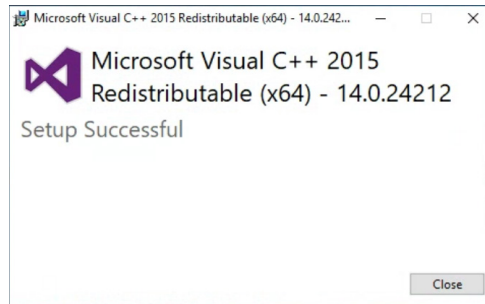 Microsoft Visual C++ 2015 Redistributable (x64) - 14.0.242...
Microsoft Visual C++ 2015
Redistributable (x64) - 14.0.24212
Setup Successful
Close